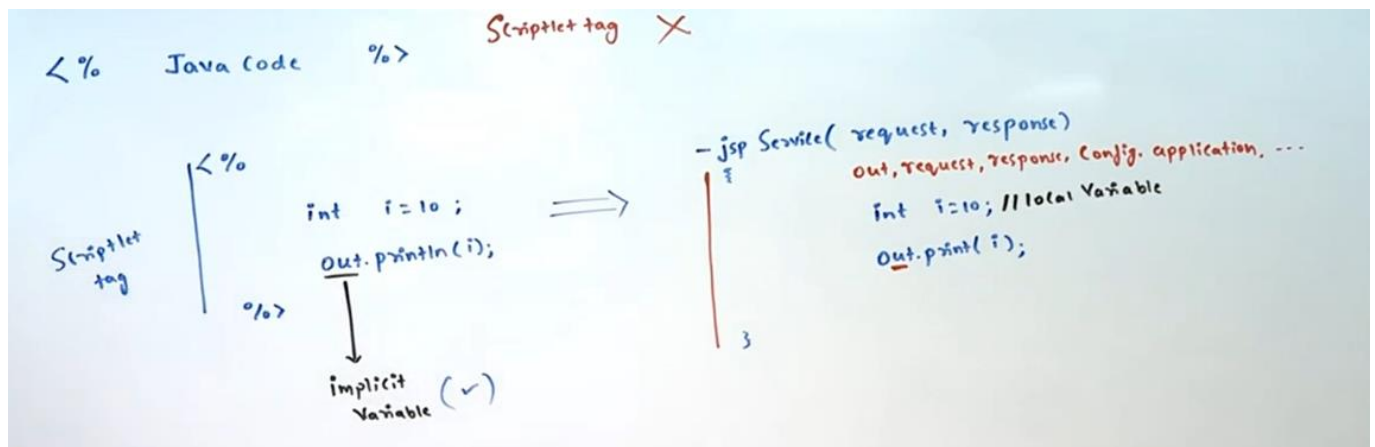 Scriptlet tag X
<% Java Code %>
Scriptlet tag
<%
int i = 10 ;
out.println(i);
%>
implicit
Variable (✓)
⟹
- jsp Service( request, response)
{
out, request, response, Config. application, ---
int i=10; // local Variable
out.print( i );
}